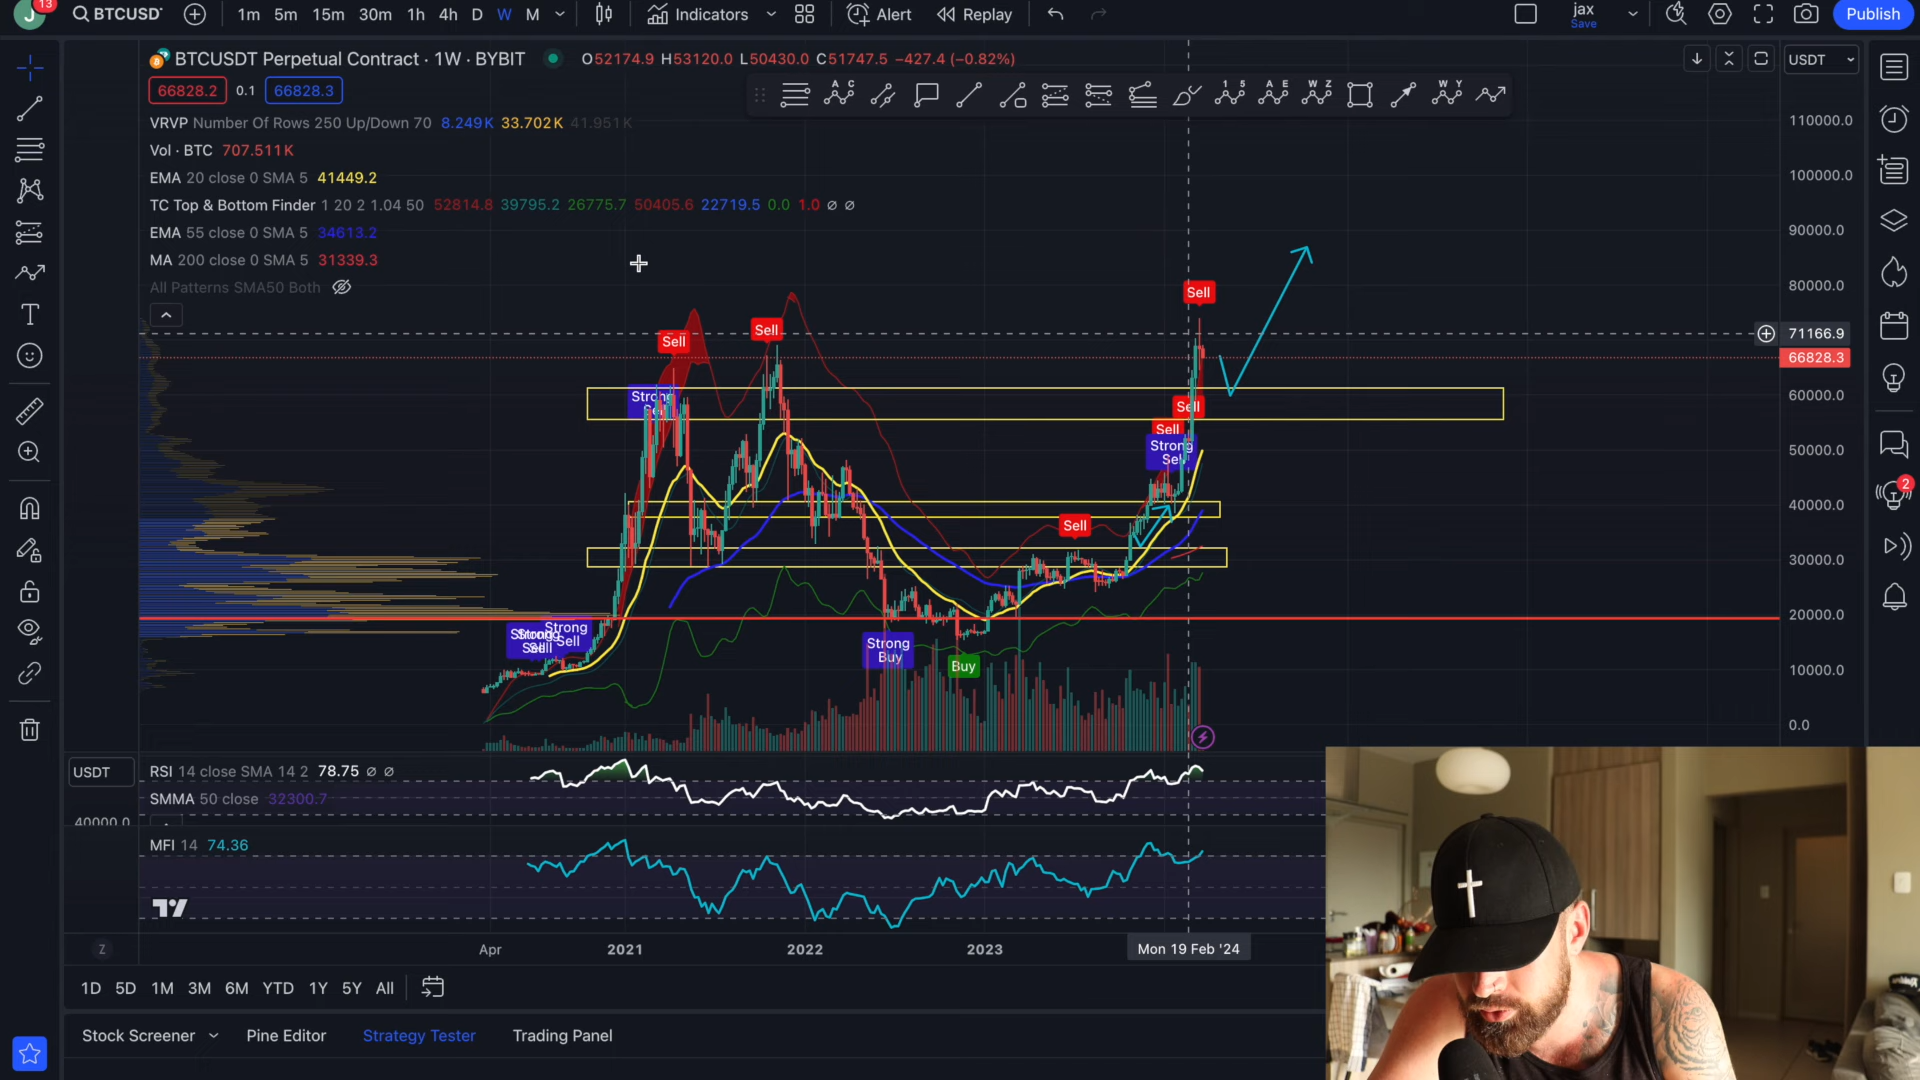 J 13 BTCUSDT 1m 5m 15m 30m 1h 4h D W M Indicators Alert Replay jax Save Publish
BTCUSDT Perpetual Contract · 1W · BYBIT O52174.9 H53120.0 L50430.0 C51747.5 −427.4 (−0.82%) USDT
66828.2 0.1 66828.3
A C 1 5 A E W Z W Y
VRVP Number Of Rows 250 Up/Down 70 8.249K 33.702K 41.951K
110000.0
Vol · BTC 707.511K
EMA 20 close 0 SMA 5 41449.2
100000.0
TC Top & Bottom Finder 1 20 2 1.04 50 52814.8 39795.2 26775.7 50405.6 22719.5 0.0 1.0 ∅ ∅
EMA 55 close 0 SMA 5 34613.2
90000.0
MA 200 close 0 SMA 5 31339.3
All Patterns SMA50 Both
80000.0
Sell
Sell
Sell
71166.9
66828.3
Strong
Sell
60000.0
Sell
Sell
Strong
Sell
50000.0
40000.0
2
Sell
30000.0
20000.0
Strong
Sell
Strong
Sell
Strong
Buy
Buy
10000.0
0.0
USDT
RSI 14 close SMA 14 2 78.75 ∅ ∅
SMMA 50 close 32300.7
40000.0
MFI 14 74.36
Z Apr 2021 2022 2023 Mon 19 Feb '24
1D 5D 1M 3M 6M YTD 1Y 5Y All
Stock Screener Pine Editor Strategy Tester Trading Panel